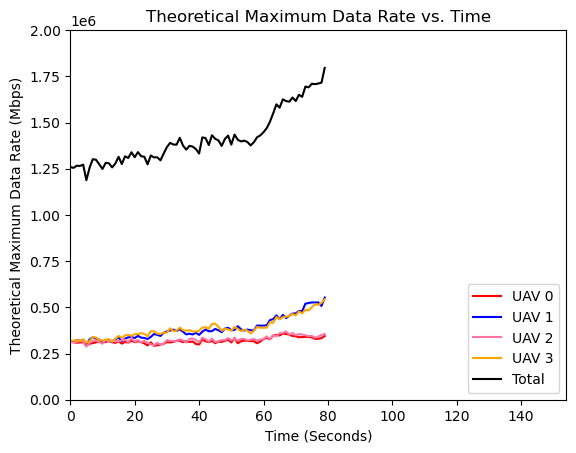 Theoretical Maximum Data Rate vs. Time
1e6
2.00
1.75
1.50
1.25
1.00
0.75
0.50
0.25
0.00
Theoretical Maximum Data Rate (Mbps)
UAV 0
UAV 1
UAV 2
UAV 3
Total
0 20 40 60 80 100 120 140
Time (Seconds)